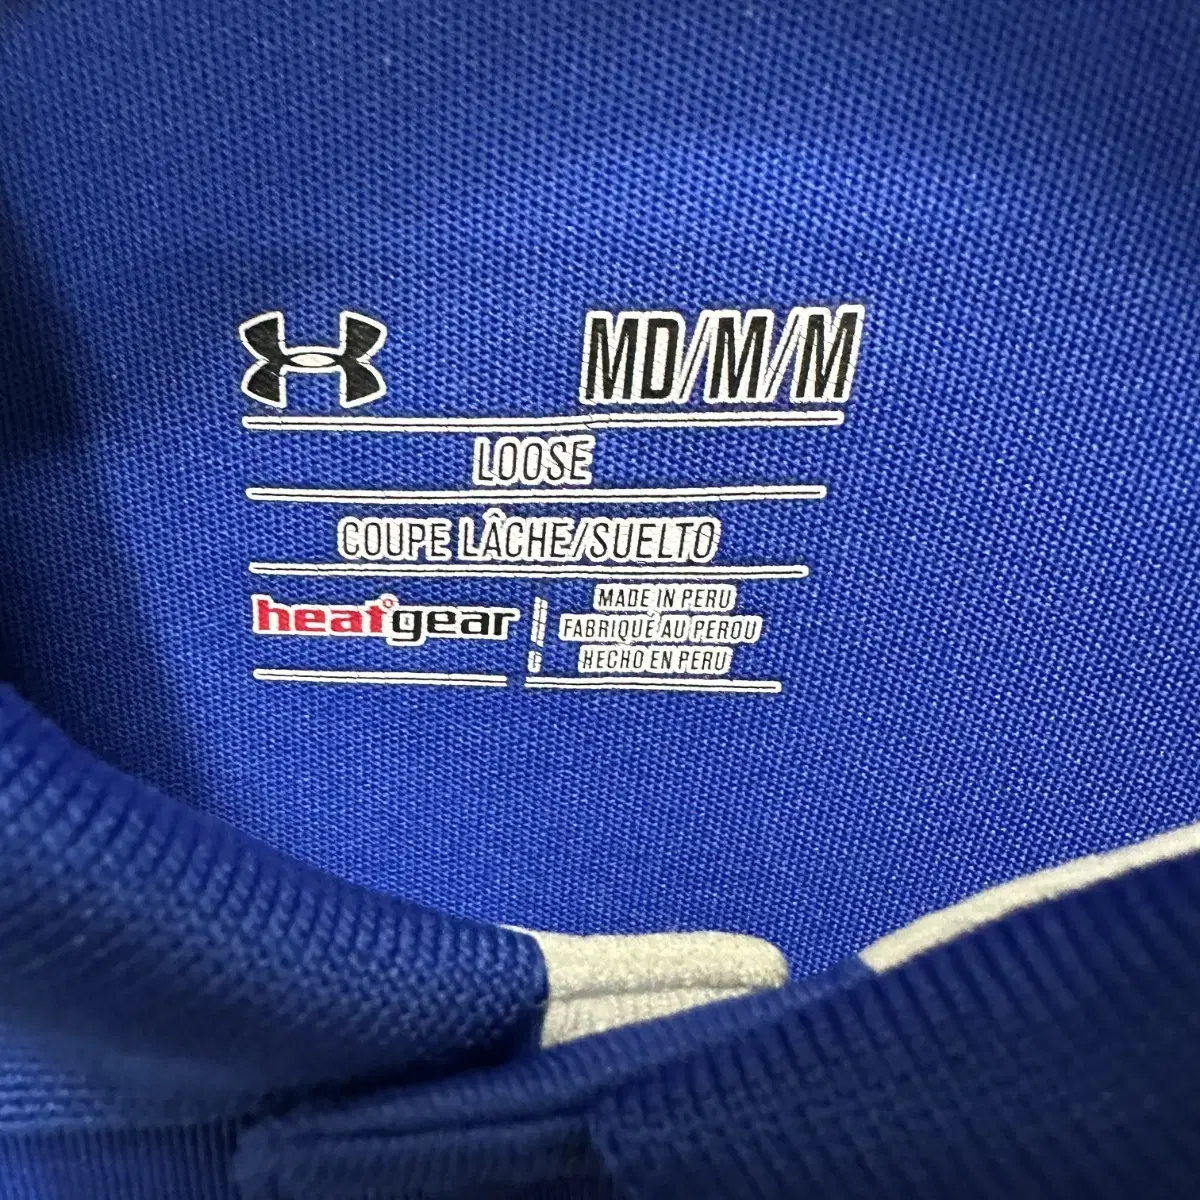 MD/M/M
LOOSE
COUPE LÂCHE/SUELTO
heatgear
MADE IN PERU
FABRIQUÉ AU PEROU
HECHO EN PERU